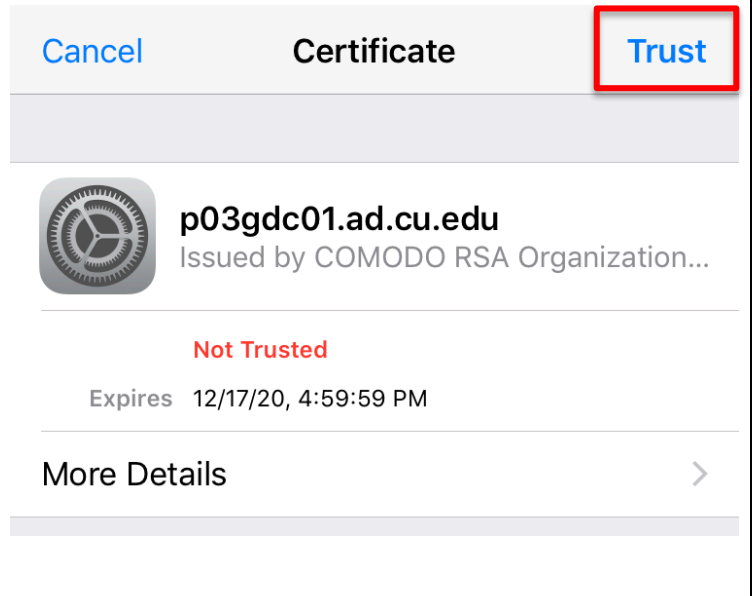 Cancel Certificate Trust
p03gdc01.ad.cu.edu
Issued by COMODO RSA Organization...
Not Trusted
Expires 12/17/20, 4:59:59 PM
More Details